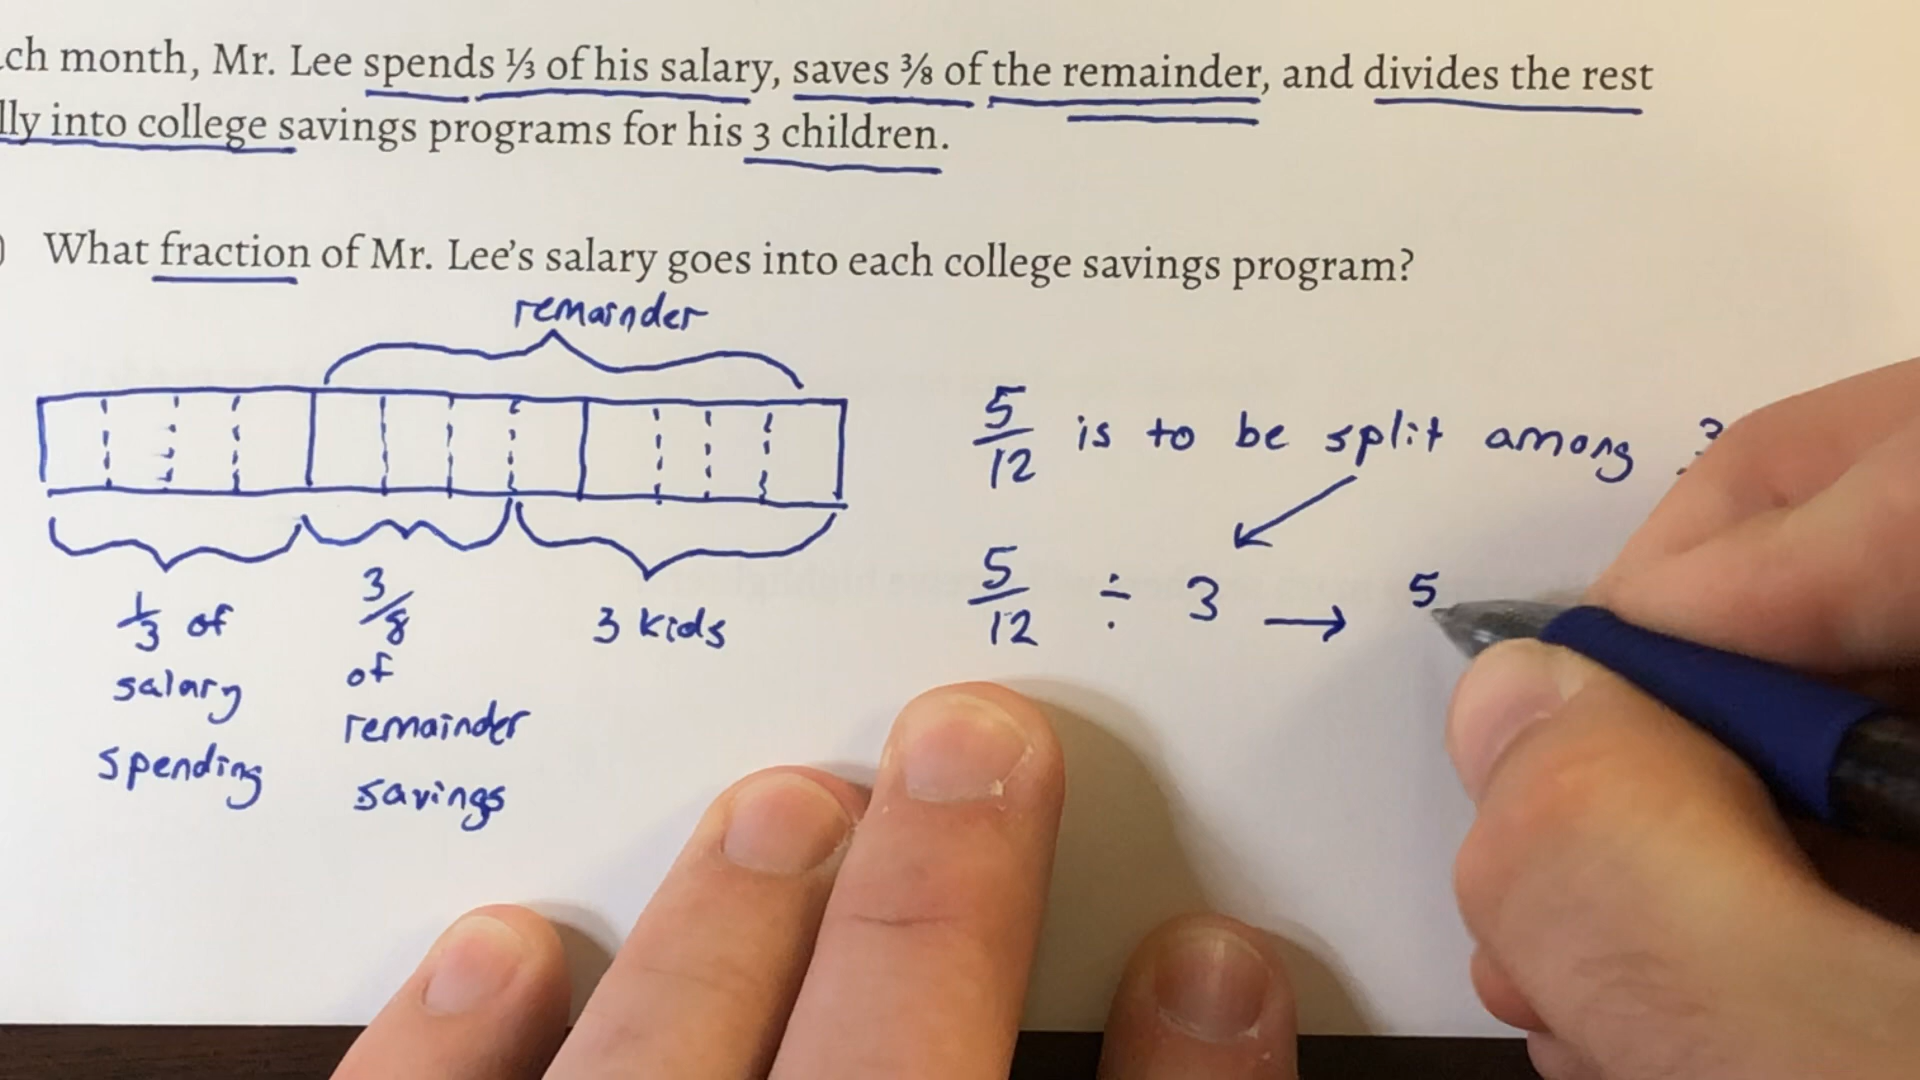 ch month, Mr. Lee spends ⅓ of his salary, saves ⅜ of the remainder, and divides the rest
lly into college savings programs for his 3 children.
) What fraction of Mr. Lee’s salary goes into each college savings program?
remainder
1/3 of
salary
spending
3/8
of
remainder
savings
3 kids
5/12 is to be split among
5/12 ÷ 3 → 5